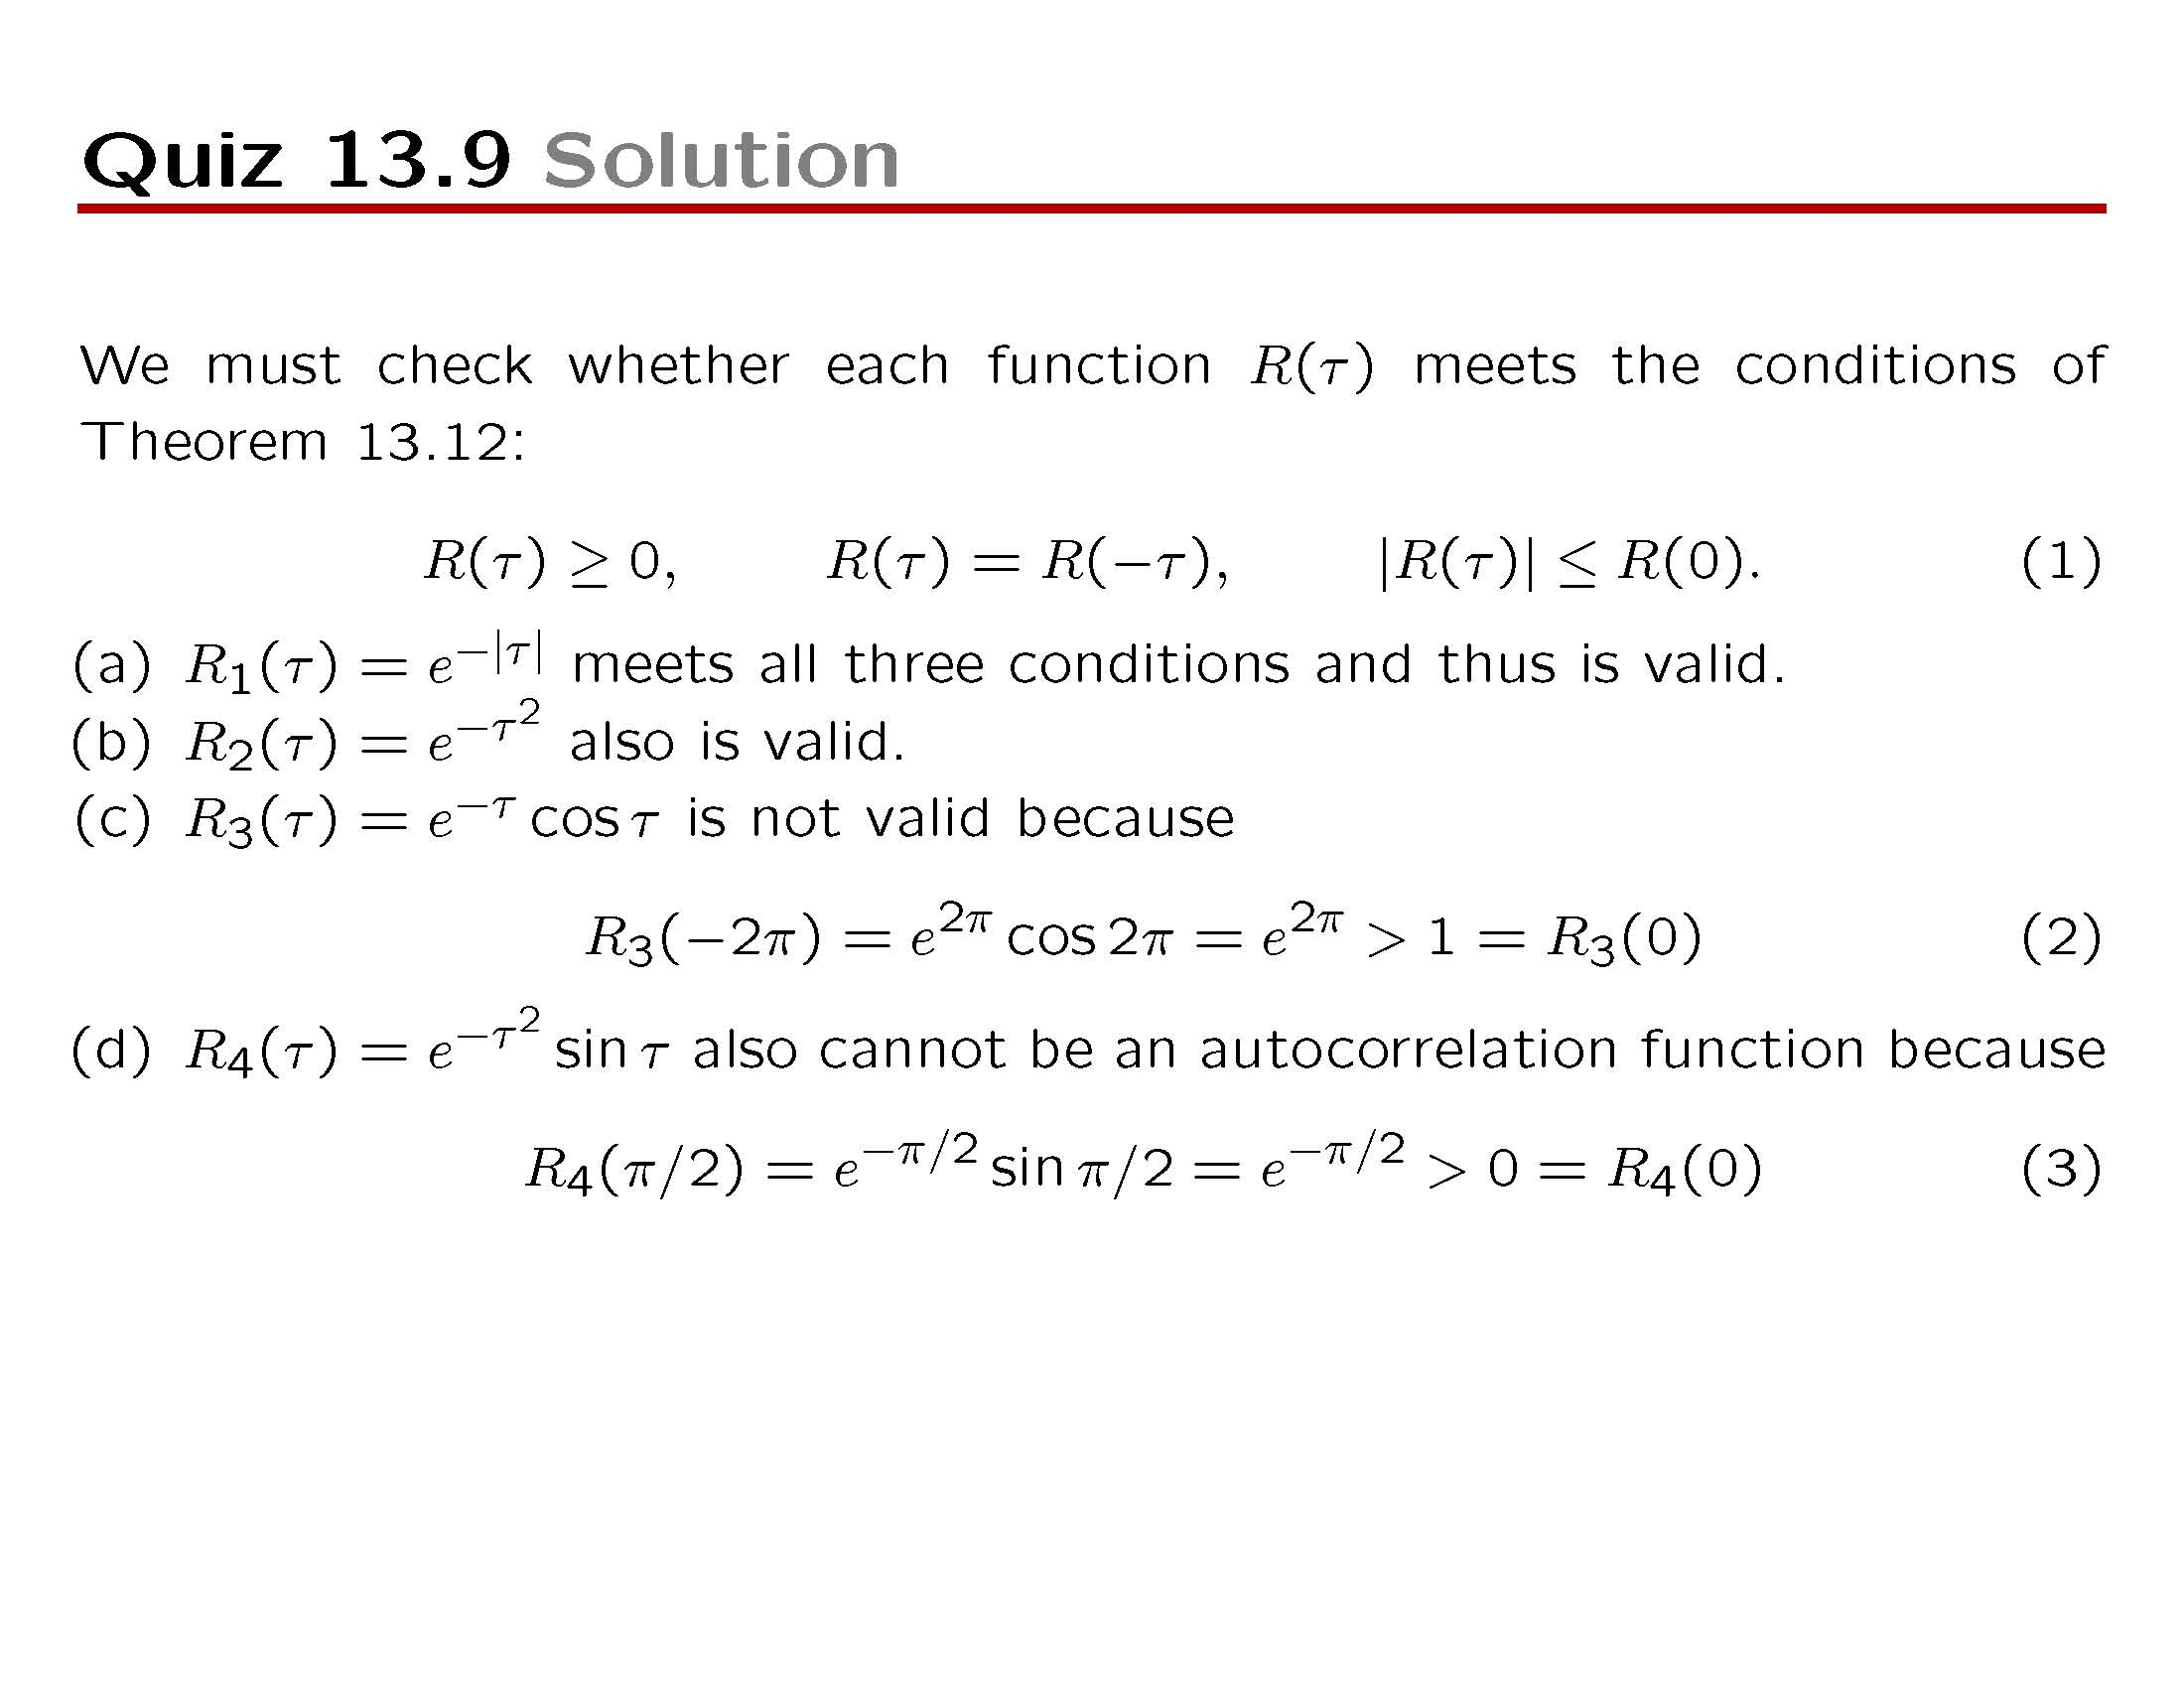 Quiz 13.9 Solution
We must check whether each function R(τ) meets the conditions of
Theorem 13.12:
R(τ) ≥ 0, R(τ) = R(−τ), |R(τ)| ≤ R(0). (1)
(a) R₁(τ) = e^{−|τ|} meets all three conditions and thus is valid.
(b) R₂(τ) = e^{−τ²} also is valid.
(c) R₃(τ) = e^{−τ} cos τ is not valid because
R₃(−2π) = e^{2π} cos 2π = e^{2π} > 1 = R₃(0) (2)
(d) R₄(τ) = e^{−τ²} sin τ also cannot be an autocorrelation function because
R₄(π/2) = e^{−π/2} sin π/2 = e^{−π/2} > 0 = R₄(0) (3)